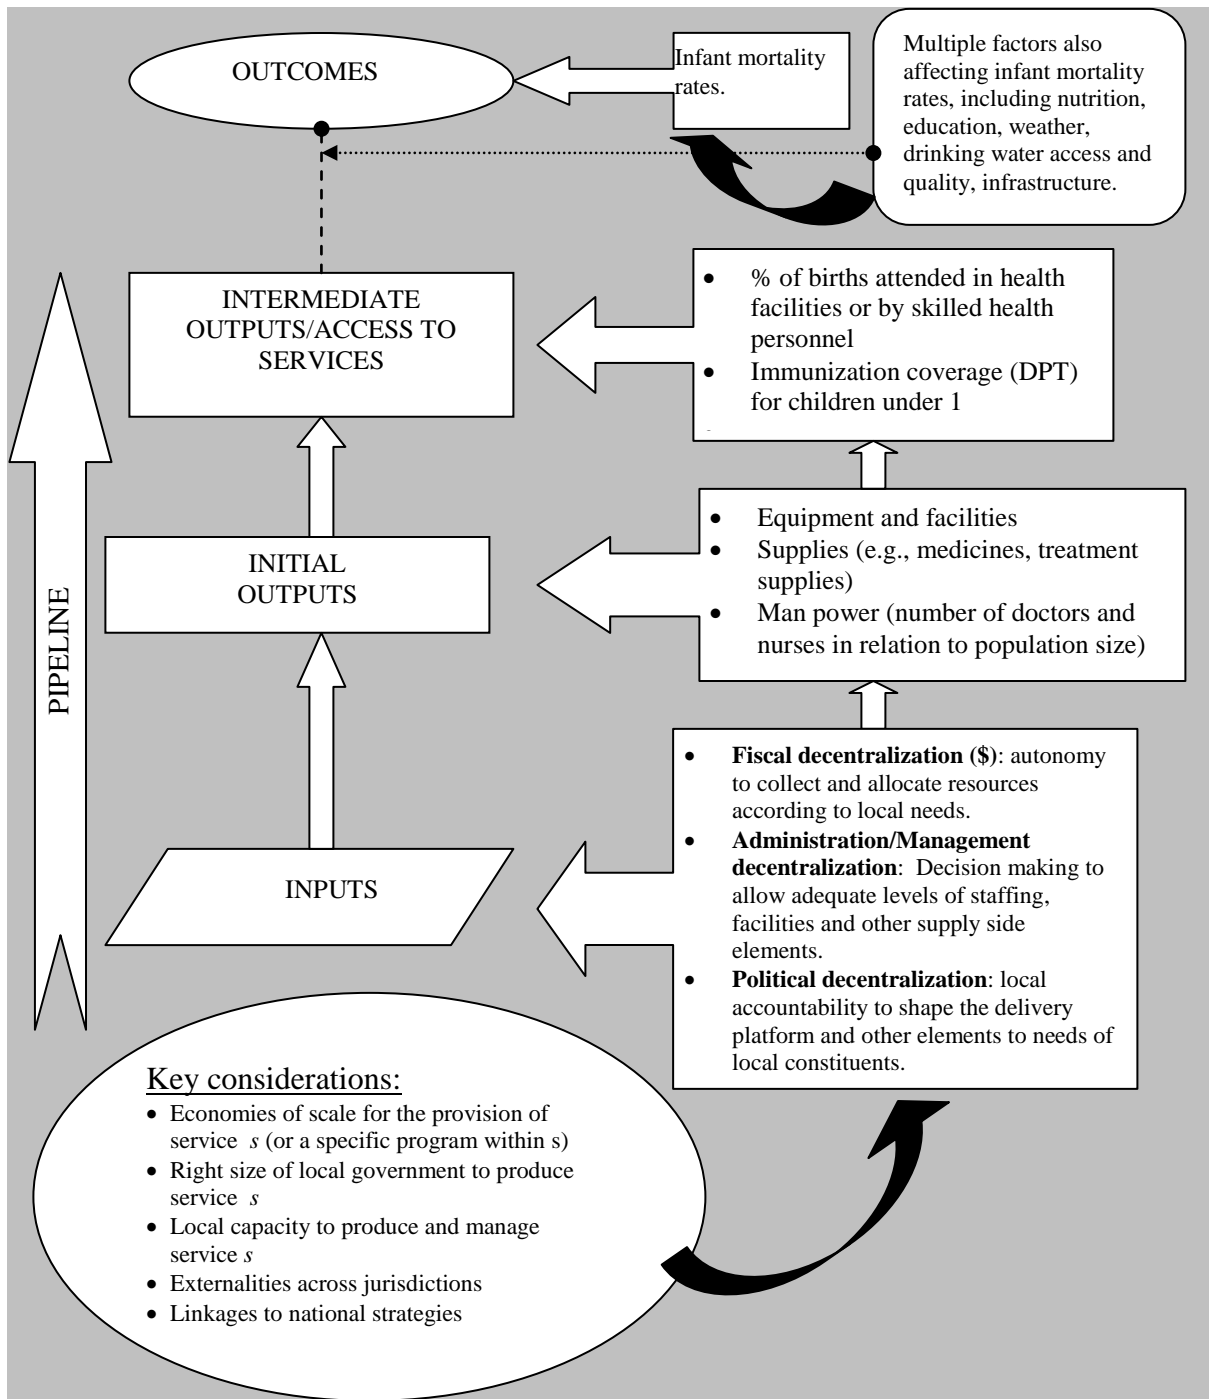 OUTCOMES
Infant mortality
rates.
Multiple factors also
affecting infant mortality
rates, including nutrition,
education, weather,
drinking water access and
quality, infrastructure.
INTERMEDIATE
OUTPUTS/ACCESS TO
SERVICES
• % of births attended in health
facilities or by skilled health
personnel
• Immunization coverage (DPT)
for children under 1
PIPELINE
INITIAL
OUTPUTS
• Equipment and facilities
• Supplies (e.g., medicines, treatment
supplies)
• Man power (number of doctors and
nurses in relation to population size)
INPUTS
• Fiscal decentralization ($): autonomy
to collect and allocate resources
according to local needs.
• Administration/Management
decentralization: Decision making to
allow adequate levels of staffing,
facilities and other supply side
elements.
• Political decentralization: local
accountability to shape the delivery
platform and other elements to needs of
local constituents.
Key considerations:
• Economies of scale for the provision of
service s (or a specific program within s)
• Right size of local government to produce
service s
• Local capacity to produce and manage
service s
• Externalities across jurisdictions
• Linkages to national strategies